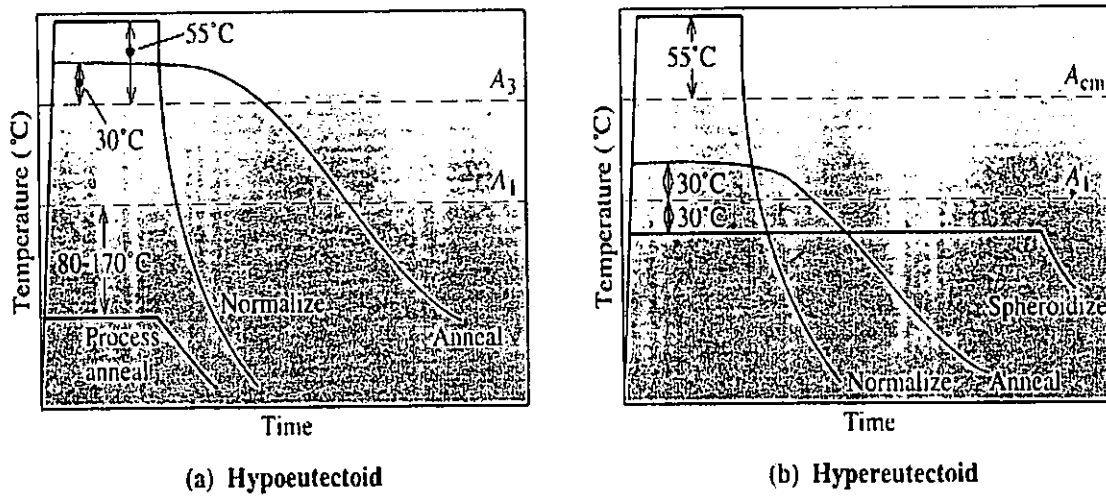 55°C
A3
30°C
A1
80-170°C
Normalize
Process
anneal
Anneal
Temperature (°C)
Time
(a) Hypoeutectoid
55°C
Acm
30°C
A1
30°C
Spheroidize
Normalize
Anneal
Temperature (°C)
Time
(b) Hypereutectoid